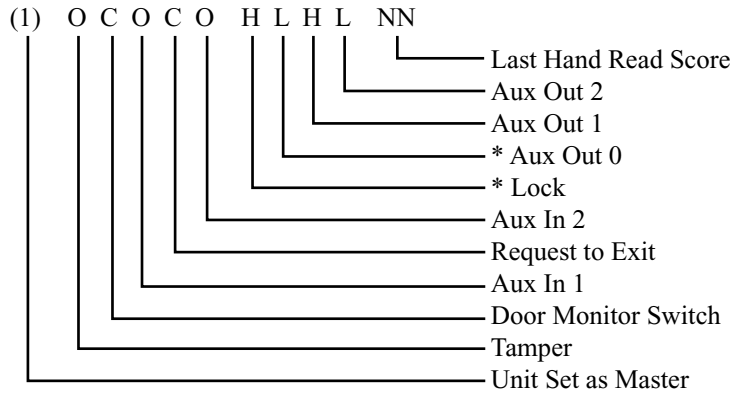 (1) O C O C O H L H L NN
Last Hand Read Score
Aux Out 2
Aux Out 1
* Aux Out 0
* Lock
Aux In 2
Request to Exit
Aux In 1
Door Monitor Switch
Tamper
Unit Set as Master